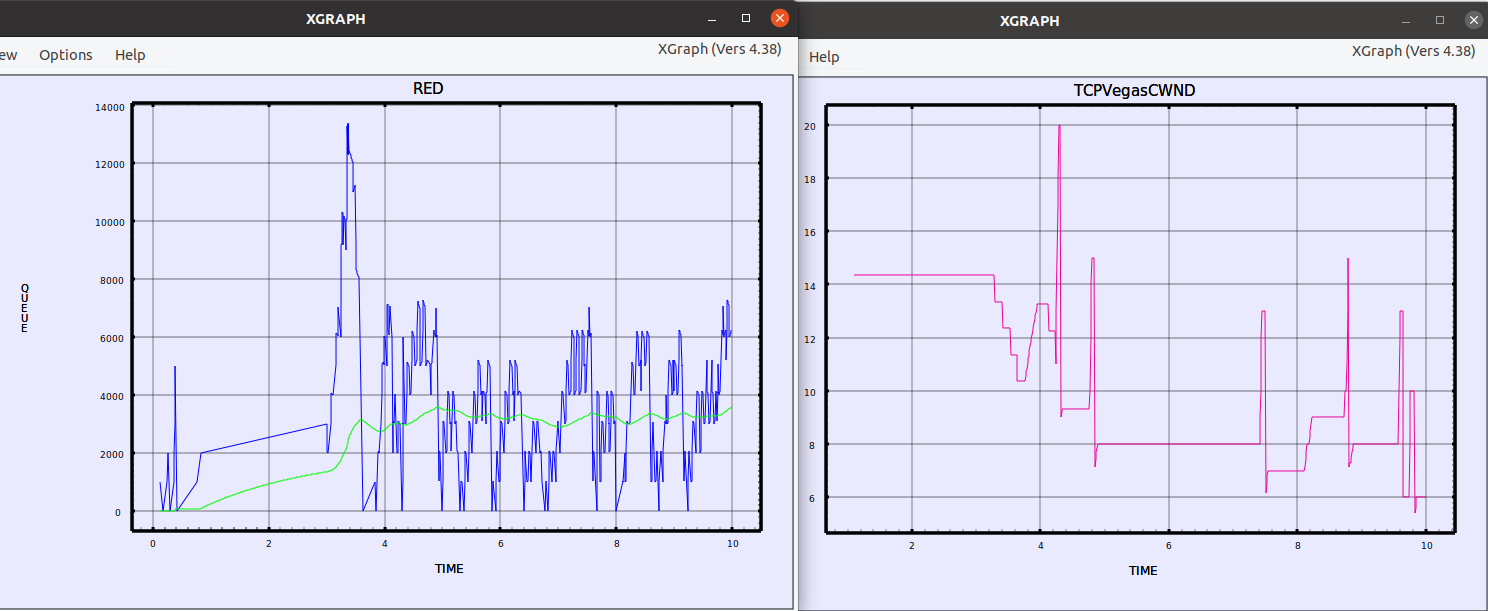 XGRAPH
ew Options Help
XGraph (Vers 4.38)
RED
14000
12000
10000
8000
6000
4000
2000
0
QUEUE
0 2 4 6 8 10
TIME
XGRAPH
Help
XGraph (Vers 4.38)
TCPVegasCWND
20
18
16
14
12
10
8
6
2 4 6 8 10
TIME